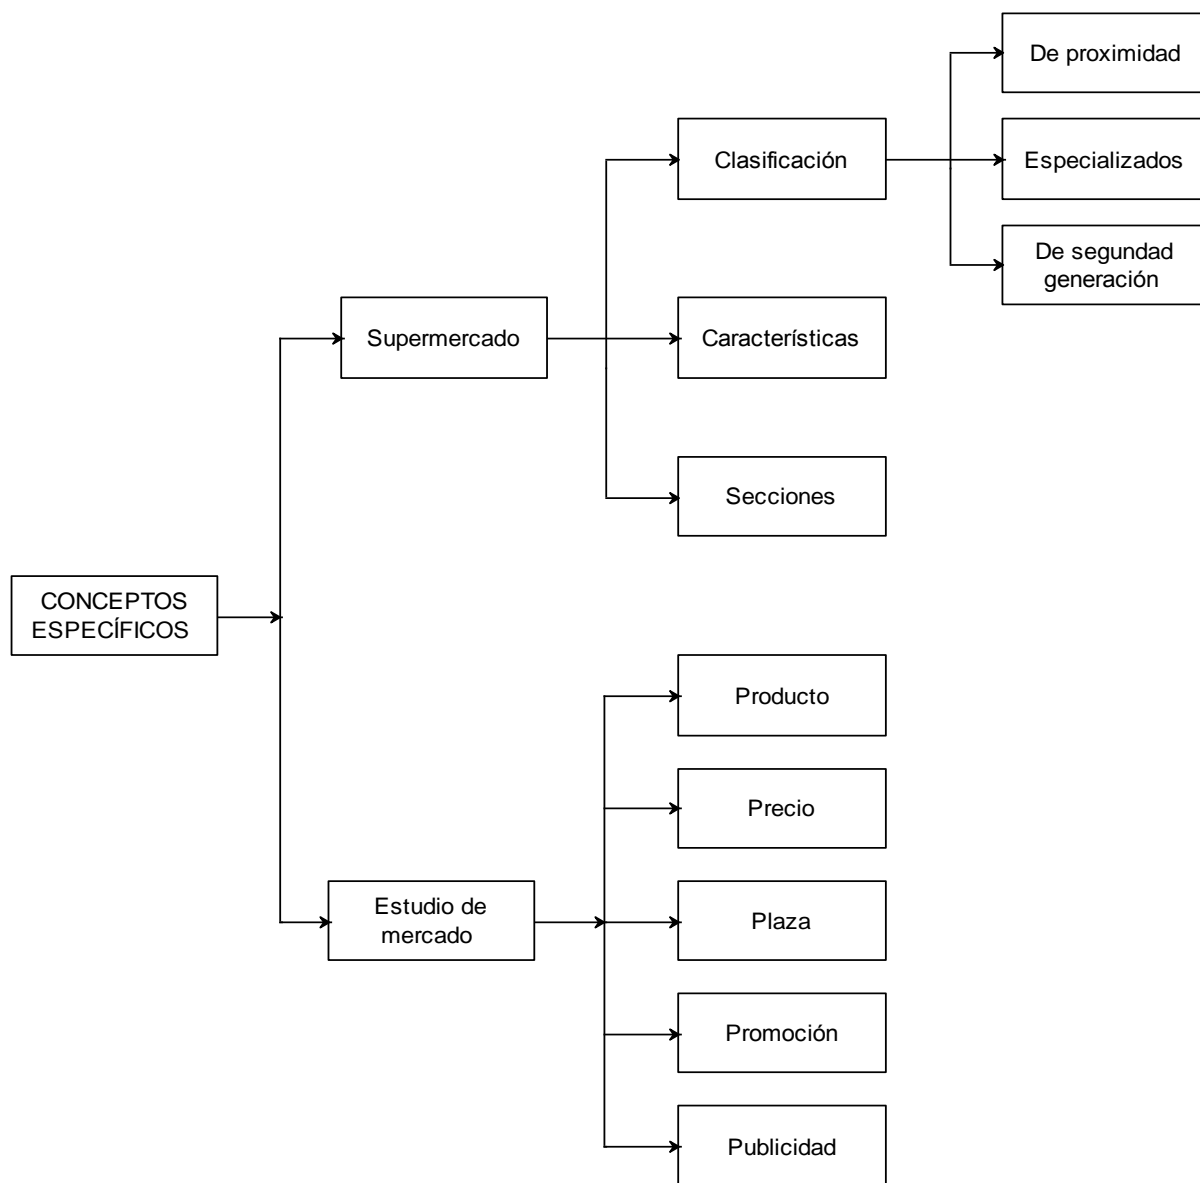 De proximidad
Clasificación
Especializados
De segundad
generación
Supermercado
Característícas
Secciones
CONCEPTOS
ESPECÍFICOS
Producto
Precio
Estudio de
mercado
Plaza
Promoción
Publicidad